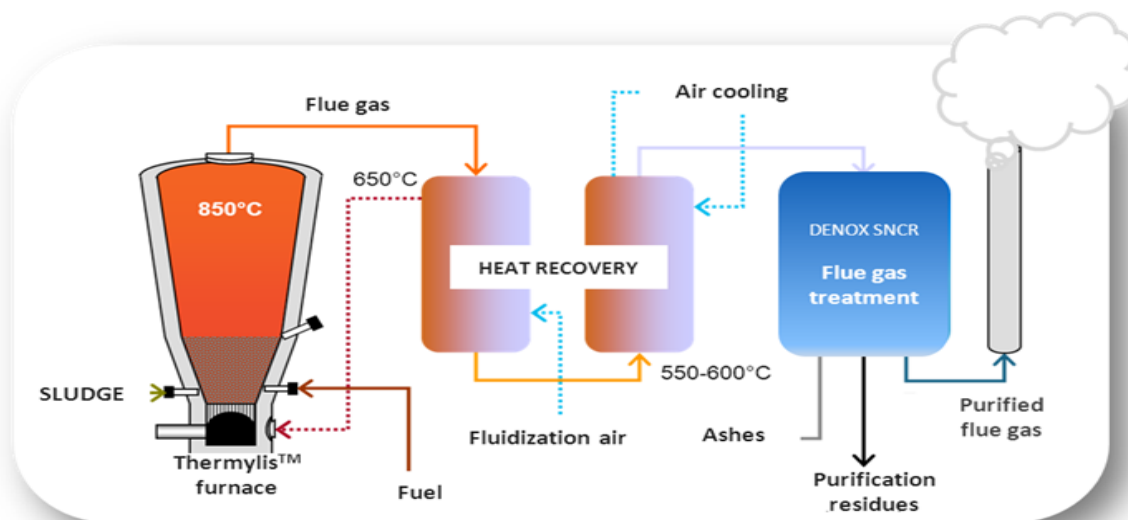 Flue gas
Air cooling
650°C
850°C
HEAT RECOVERY
DENOX SNCR
Flue gas
treatment
550-600°C
SLUDGE
Thermylis™
furnace
Fuel
Fluidization air
Ashes
Purification
residues
Purified
flue gas